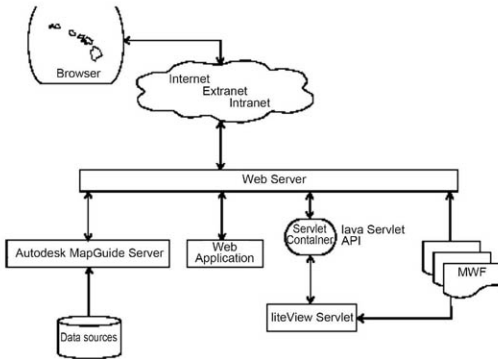 Browser
Internet
Extranet
Intranet
Web Server
Autodesk MapGuide Server
Web
Application
Servlet
Container
Java Servlet
API
MWF
Data sources
liteView Servlet